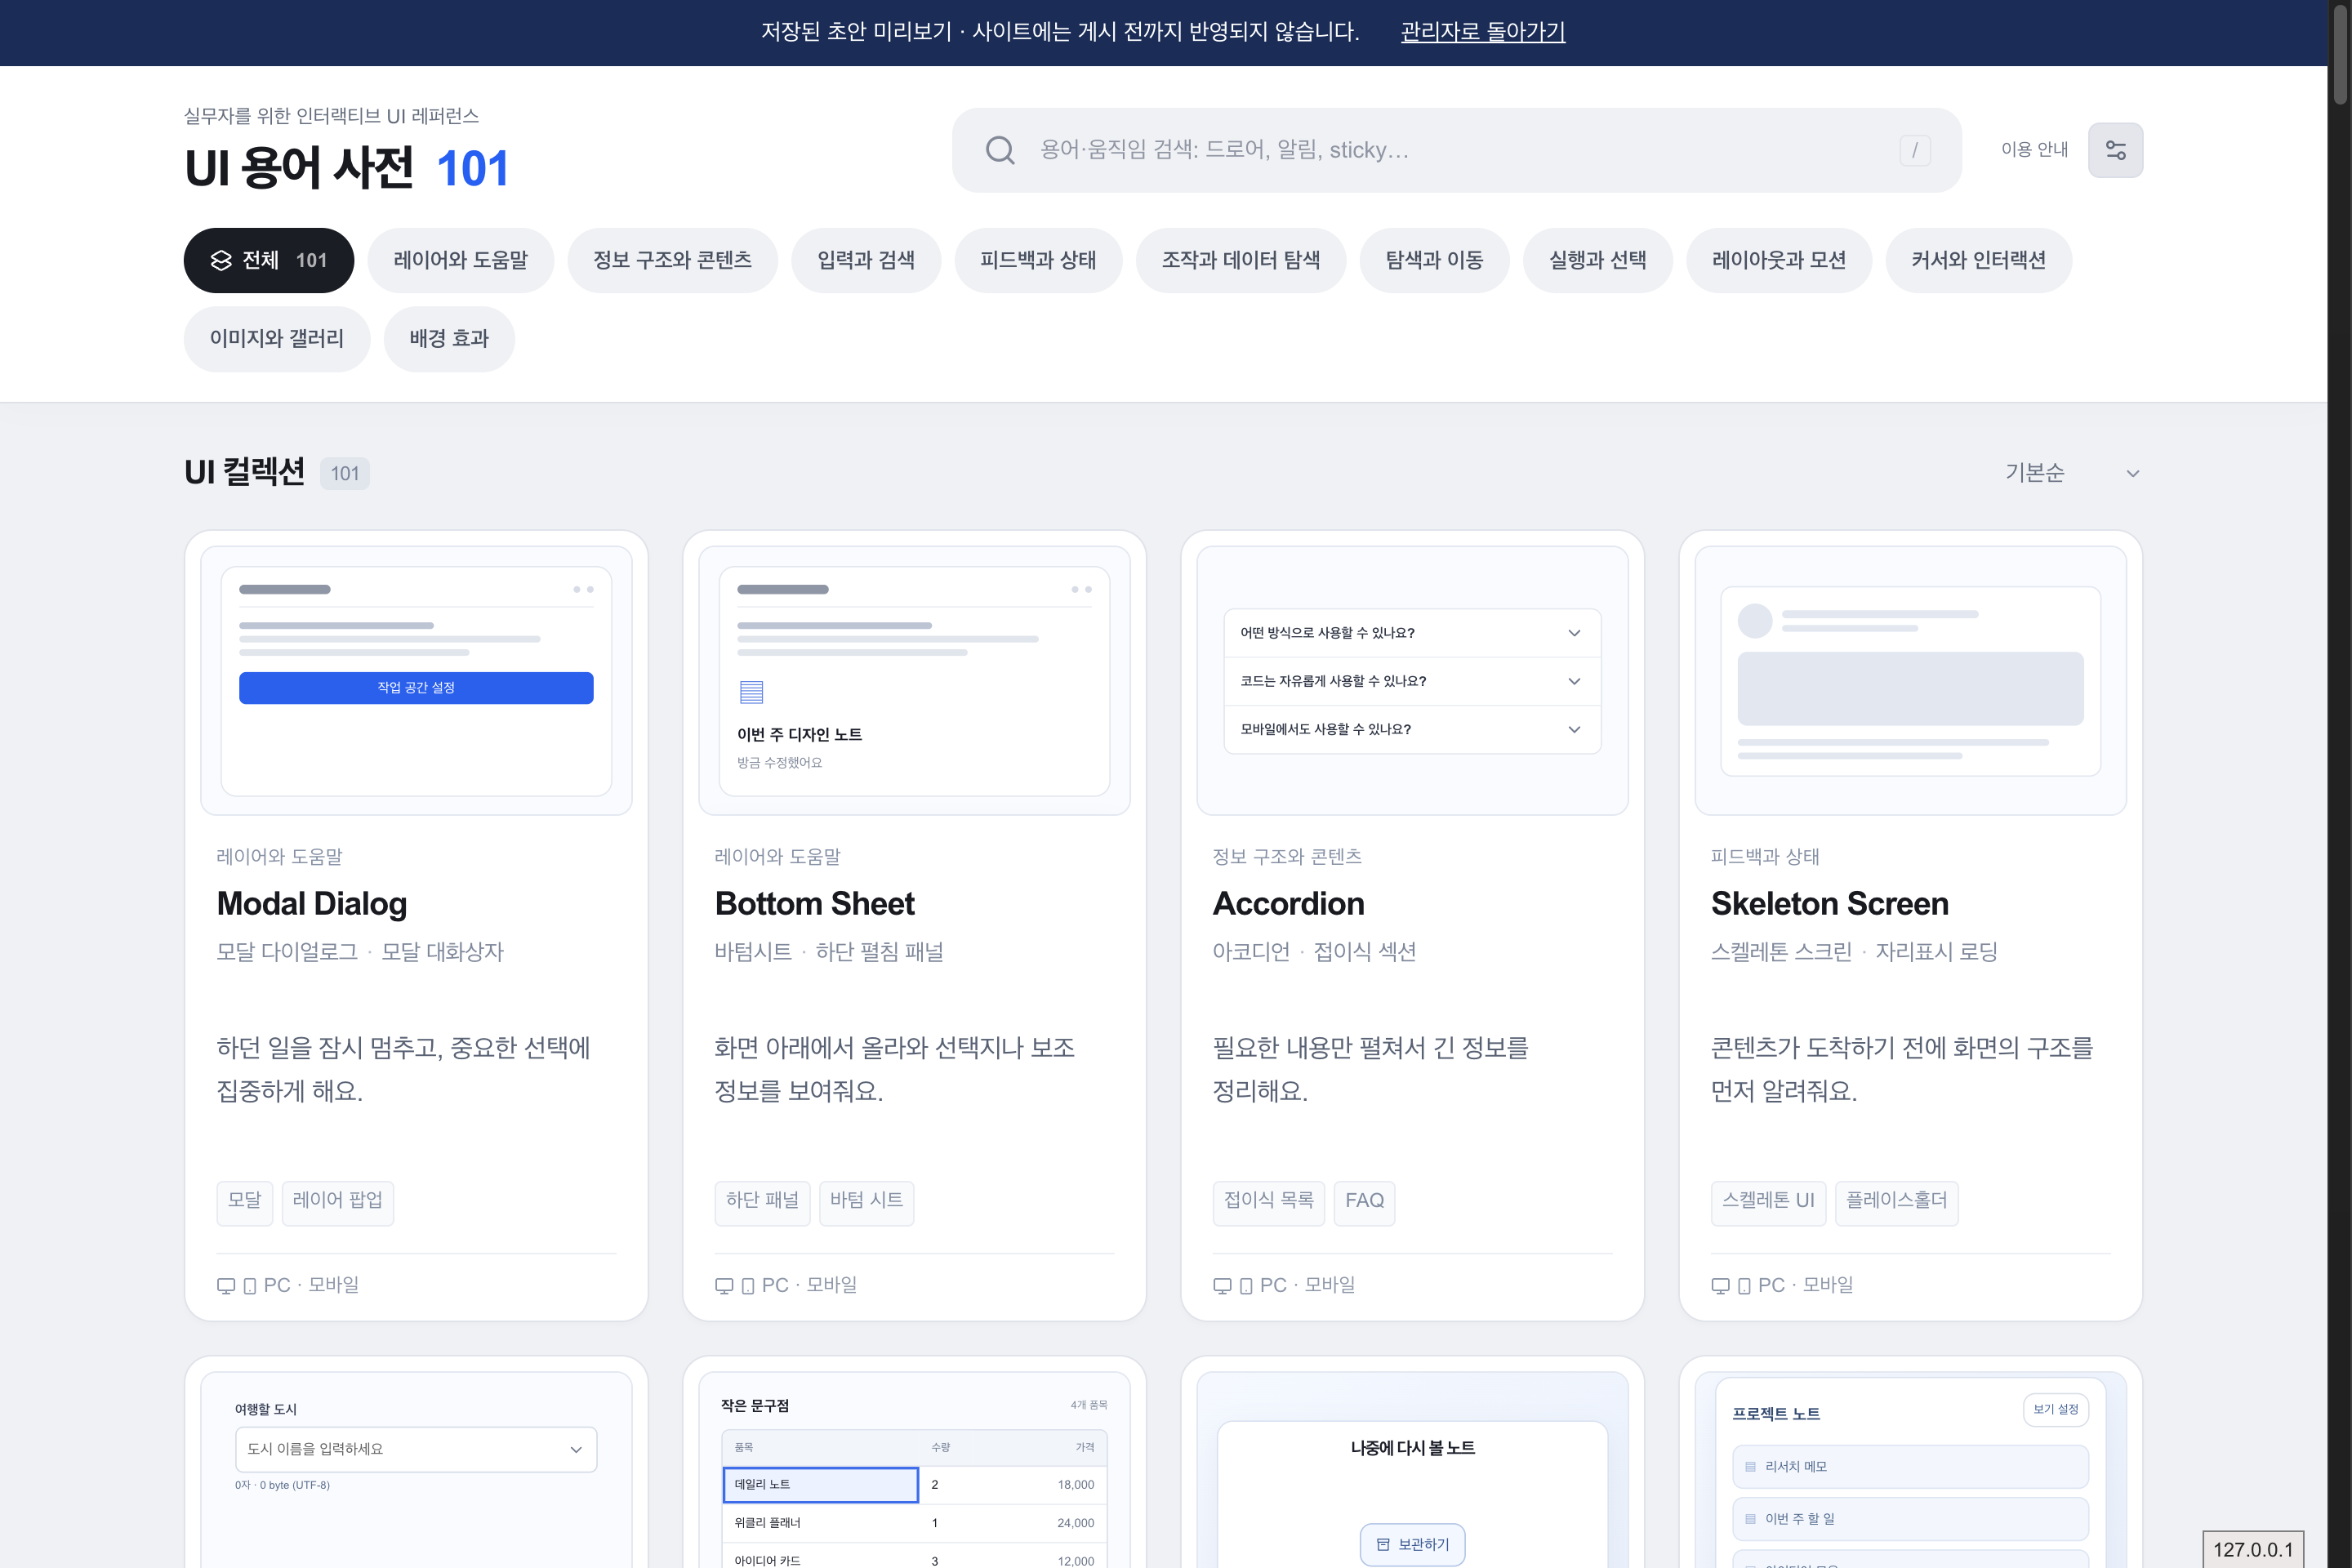 저장된 초안 미리보기 · 사이트에는 게시 전까지 반영되지 않습니다. 관리자로 돌아가기
실무자를 위한 인터랙티브 UI 레퍼런스
UI 용어 사전 101
용어·움직임 검색: 드로어, 알림, sticky… /
이용 안내
전체 101 레이어와 도움말 정보 구조와 콘텐츠 입력과 검색 피드백과 상태 조작과 데이터 탐색 탐색과 이동 실행과 선택 레이아웃과 모션 커서와 인터랙션
이미지와 갤러리 배경 효과
UI 컬렉션 101
기본순
작업 공간 설정
레이어와 도움말
Modal Dialog
모달 다이얼로그 · 모달 대화상자
하던 일을 잠시 멈추고, 중요한 선택에
집중하게 해요.
모달 레이어 팝업
PC · 모바일
이번 주 디자인 노트
방금 수정했어요
레이어와 도움말
Bottom Sheet
바텀시트 · 하단 펼침 패널
화면 아래에서 올라와 선택지나 보조
정보를 보여줘요.
하단 패널 바텀 시트
PC · 모바일
어떤 방식으로 사용할 수 있나요?
코드는 자유롭게 사용할 수 있나요?
모바일에서도 사용할 수 있나요?
정보 구조와 콘텐츠
Accordion
아코디언 · 접이식 섹션
필요한 내용만 펼쳐서 긴 정보를
정리해요.
접이식 목록 FAQ
PC · 모바일
피드백과 상태
Skeleton Screen
스켈레톤 스크린 · 자리표시 로딩
콘텐츠가 도착하기 전에 화면의 구조를
먼저 알려줘요.
스켈레톤 UI 플레이스홀더
PC · 모바일
여행할 도시
도시 이름을 입력하세요
0자 · 0 byte (UTF-8)
작은 문구점 4개 품목
품목 수량 가격
데일리 노트 2 18,000
위클리 플래너 1 24,000
아이디어 카드 3 12,000
나중에 다시 볼 노트
보관하기
프로젝트 노트 보기 설정
리서치 메모
이번 주 할 일
127.0.0.1